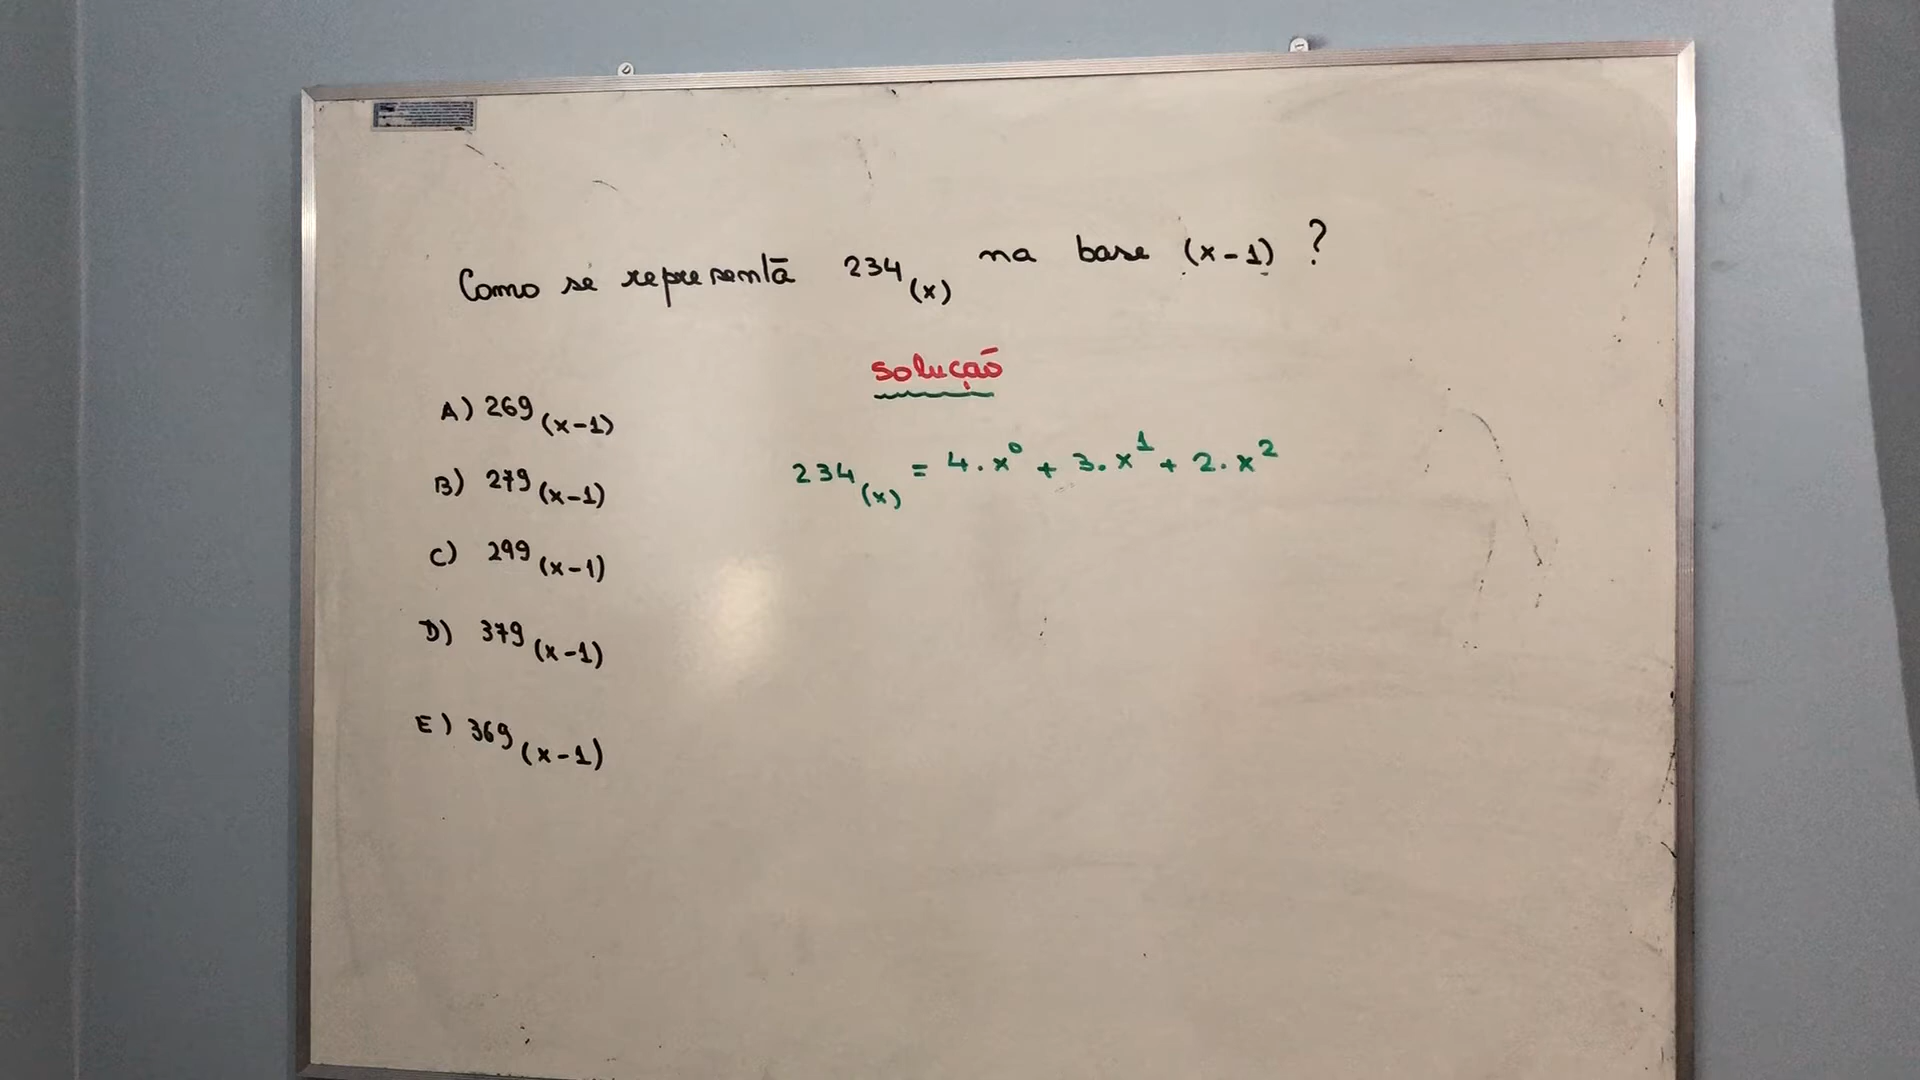 Como se representā 234(x) na base (x-1) ?
solução
A) 269(x-1)
B) 279(x-1)
C) 299(x-1)
D) 379(x-1)
E) 369(x-1)
234(x) = 4.x⁰ + 3.x¹ + 2.x²